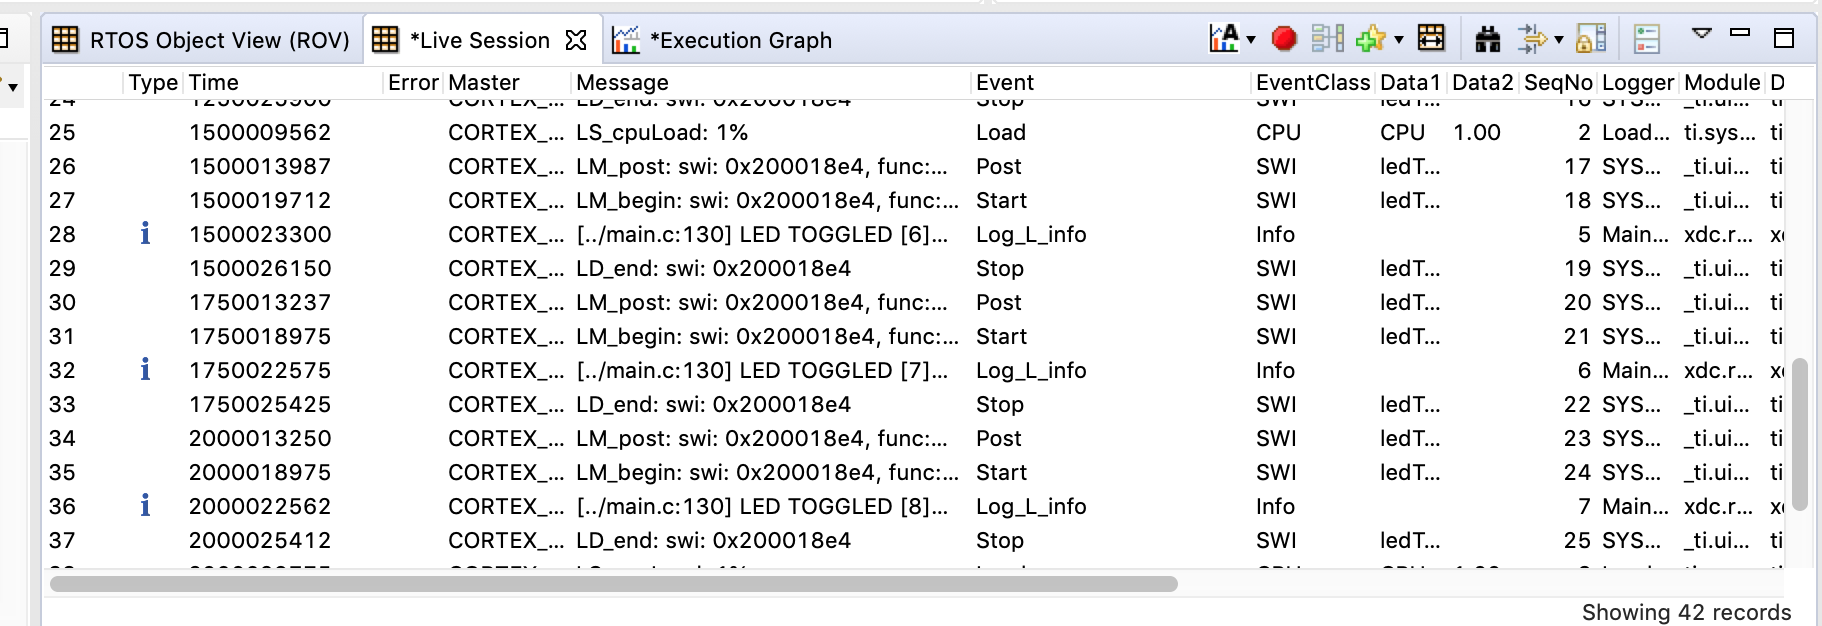 RTOS Object View (ROV) *Live Session *Execution Graph
Type Time Error Master Message Event EventClass Data1 Data2 SeqNo Logger Module D
25 1500009562 CORTEX_... LS_cpuLoad: 1% Load CPU CPU 1.00 2 Load... ti.sys... ti
26 1500013987 CORTEX_... LM_post: swi: 0x200018e4, func:... Post SWI ledT... 17 SYS... _ti.ui... ti
27 1500019712 CORTEX_... LM_begin: swi: 0x200018e4, func:... Start SWI ledT... 18 SYS... _ti.ui... ti
28 i 1500023300 CORTEX_... [../main.c:130] LED TOGGLED [6]... Log_L_info Info 5 Main... xdc.r... x
29 1500026150 CORTEX_... LD_end: swi: 0x200018e4 Stop SWI ledT... 19 SYS... _ti.ui... ti
30 1750013237 CORTEX_... LM_post: swi: 0x200018e4, func:... Post SWI ledT... 20 SYS... _ti.ui... ti
31 1750018975 CORTEX_... LM_begin: swi: 0x200018e4, func:... Start SWI ledT... 21 SYS... _ti.ui... ti
32 i 1750022575 CORTEX_... [../main.c:130] LED TOGGLED [7]... Log_L_info Info 6 Main... xdc.r... x
33 1750025425 CORTEX_... LD_end: swi: 0x200018e4 Stop SWI ledT... 22 SYS... _ti.ui... ti
34 2000013250 CORTEX_... LM_post: swi: 0x200018e4, func:... Post SWI ledT... 23 SYS... _ti.ui... ti
35 2000018975 CORTEX_... LM_begin: swi: 0x200018e4, func:... Start SWI ledT... 24 SYS... _ti.ui... ti
36 i 2000022562 CORTEX_... [../main.c:130] LED TOGGLED [8]... Log_L_info Info 7 Main... xdc.r... x
37 2000025412 CORTEX_... LD_end: swi: 0x200018e4 Stop SWI ledT... 25 SYS... _ti.ui... ti
Showing 42 records